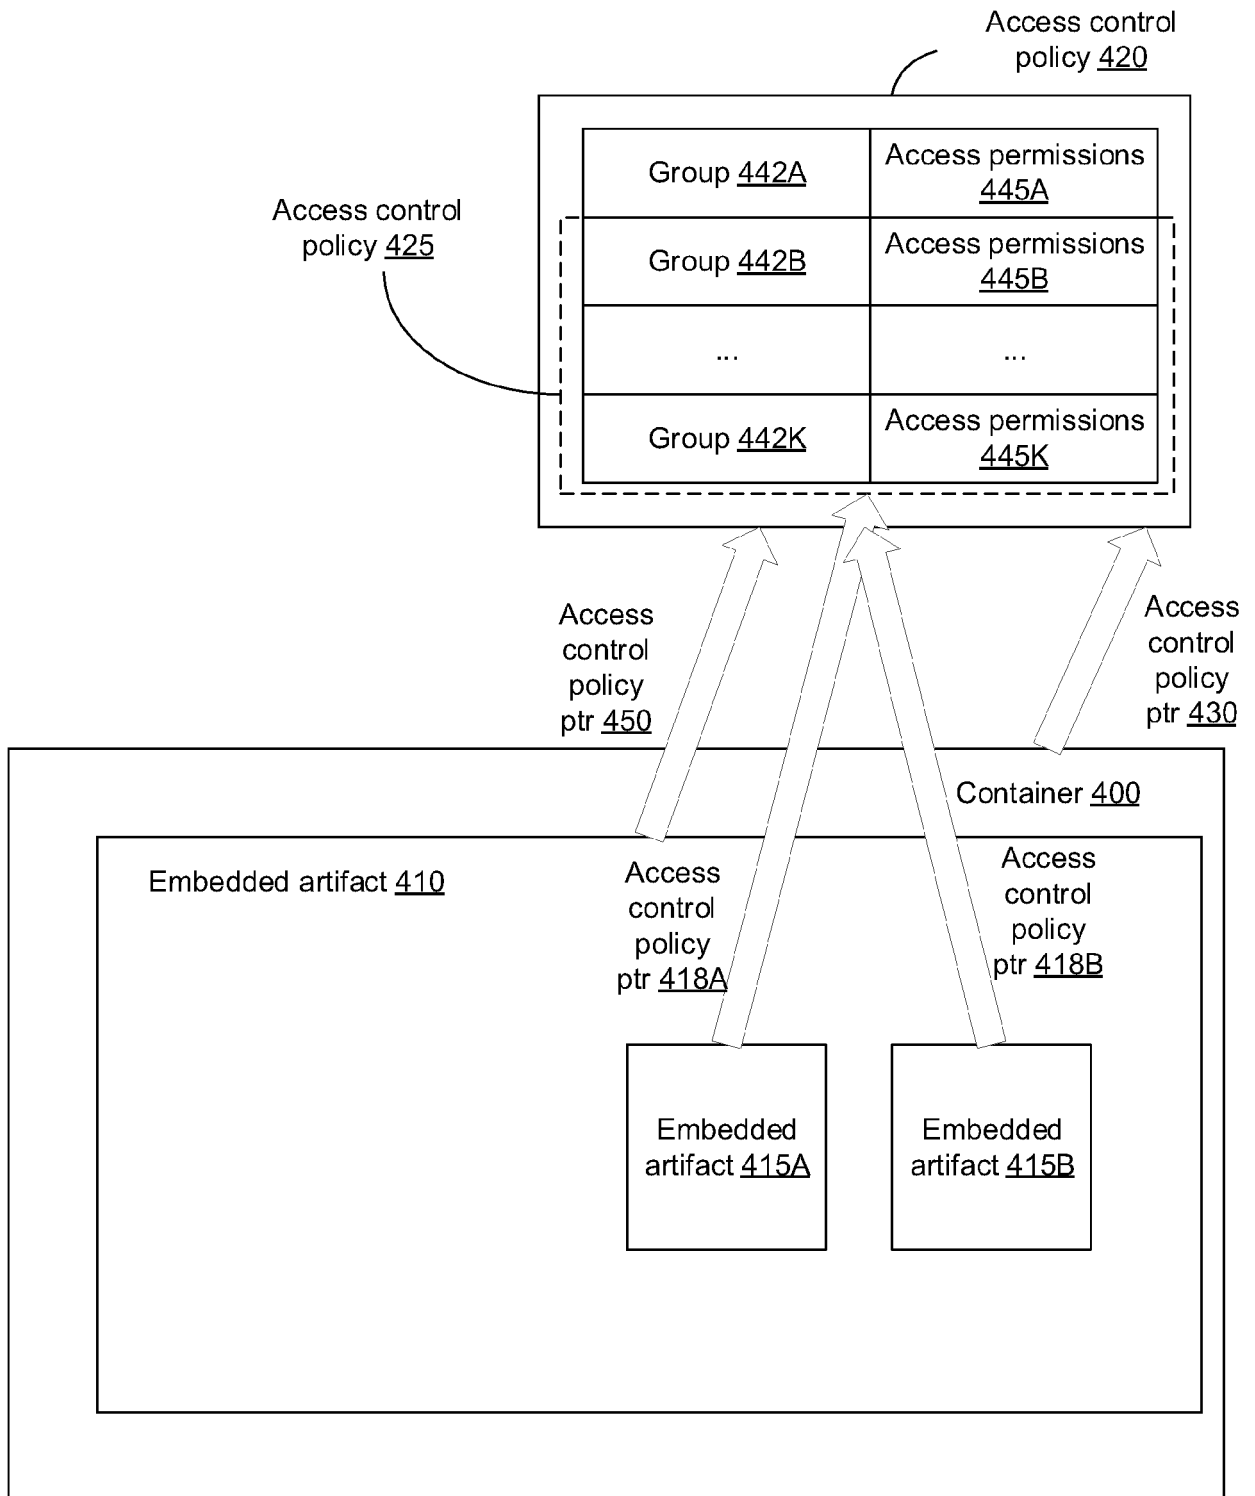 Access control
policy 420
Group 442A
Access permissions
445A
Access control
policy 425
Group 442B
Access permissions
445B
...
...
Group 442K
Access permissions
445K
Access
control
policy
ptr 450
Access
control
policy
ptr 430
Container 400
Embedded artifact 410
Access
control
policy
ptr 418A
Access
control
policy
ptr 418B
Embedded
artifact 415A
Embedded
artifact 415B